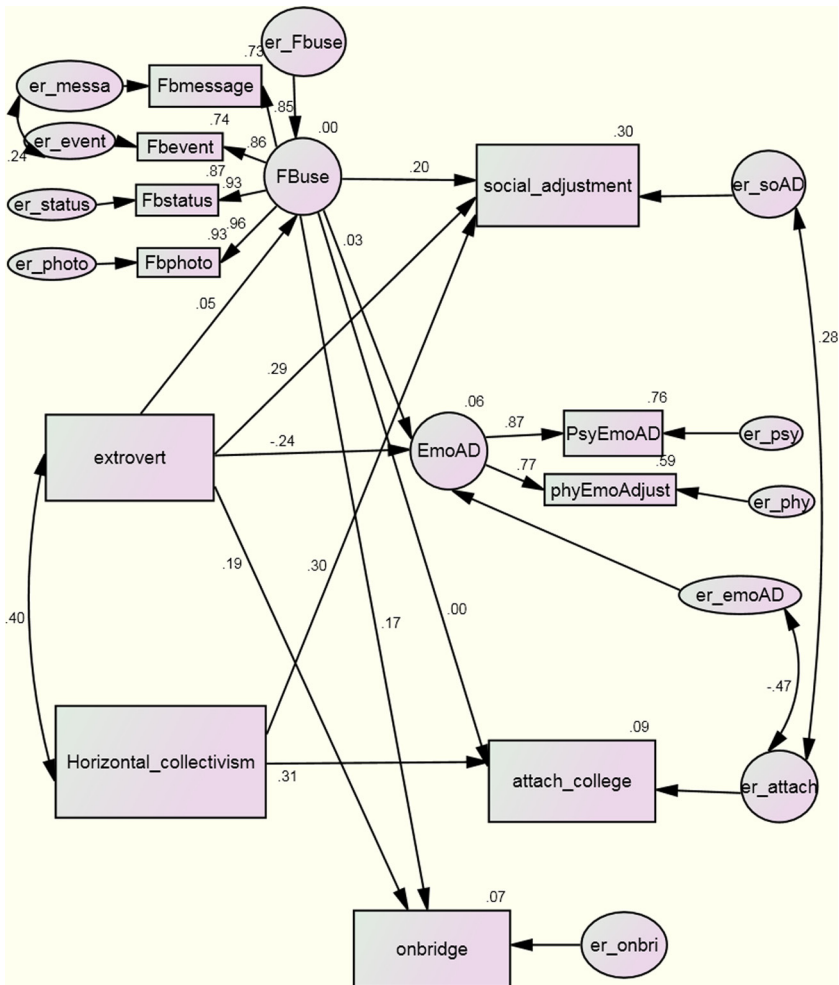 er_Fbuse
.73
er_messa
Fbmessage
.85
.74
.00
er_event
Fbevent
.86
.24
.30
.87
.93
FBuse
.20
social_adjustment
er_soAD
er_status
Fbstatus
.96
.93
.03
er_photo
Fbphoto
.05
.28
.29
.06
.76
.87
PsyEmoAD
er_psy
extrovert
-.24
EmoAD
.59
.77
phyEmoAdjust
er_phy
.19
.30
er_emoAD
.00
.40
.17
-.47
.09
Horizontal_collectivism
.31
attach_college
er_attach
.07
onbridge
er_onbri